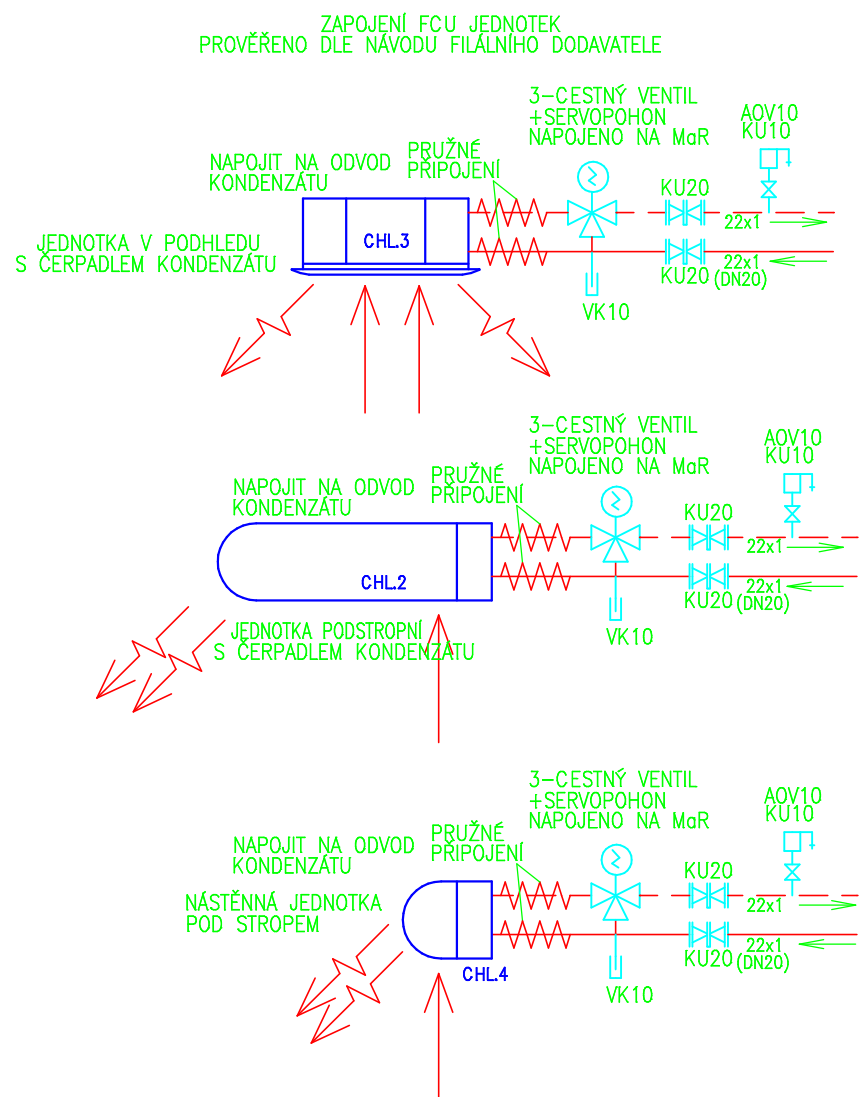 ZAPOJENÍ FCU JEDNOTEK
PROVĚŘENO DLE NÁVODU FILÁLNÍHO DODAVATELE
3-CESTNÝ VENTIL
+SERVOPOHON
NAPOJENO NA MaR
AOV10
KU10
NAPOJIT NA ODVOD
KONDENZÁTU
PRUŽNÉ
PŘIPOJENÍ
KU20
22x1
JEDNOTKA V PODHLEDU
S ČERPADLEM KONDENZÁTU
CHL.3
KU20
22x1
(DN20)
VK10
3-CESTNÝ VENTIL
+SERVOPOHON
NAPOJENO NA MaR
AOV10
KU10
NAPOJIT NA ODVOD
KONDENZÁTU
PRUŽNÉ
PŘIPOJENÍ
KU20
22x1
CHL.2
KU20
22x1
(DN20)
VK10
JEDNOTKA PODSTROPNÍ
S ČERPADLEM KONDENZÁTU
3-CESTNÝ VENTIL
+SERVOPOHON
NAPOJENO NA MaR
AOV10
KU10
NAPOJIT NA ODVOD
KONDENZÁTU
PRUŽNÉ
PŘIPOJENÍ
KU20
22x1
NÁSTĚNNÁ JEDNOTKA
POD STROPEM
CHL.4
KU20
22x1
(DN20)
VK10